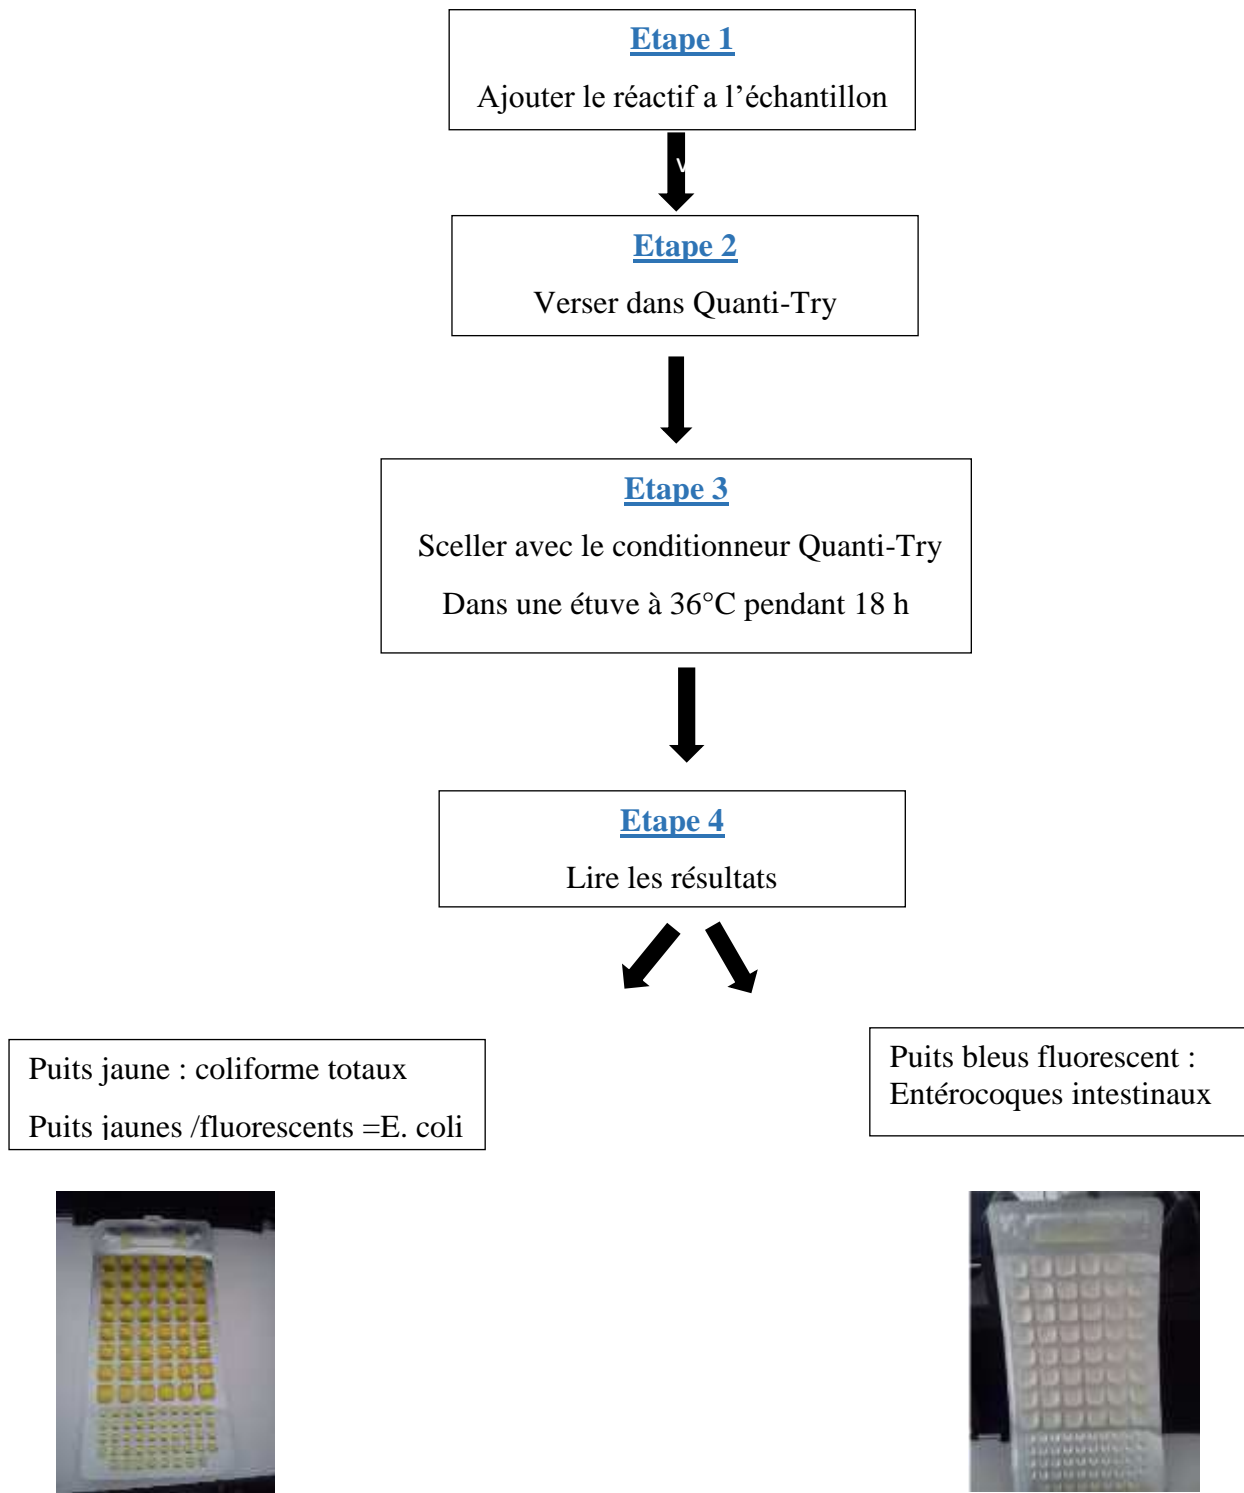 Etape 1
Ajouter le réactif a l’échantillon
v
Etape 2
Verser dans Quanti-Try
Etape 3
Sceller avec le conditionneur Quanti-Try
Dans une étuve à 36°C pendant 18 h
Etape 4
Lire les résultats
Puits jaune : coliforme totaux
Puits jaunes /fluorescents =E. coli
Puits bleus fluorescent :
Entérocoques intestinaux